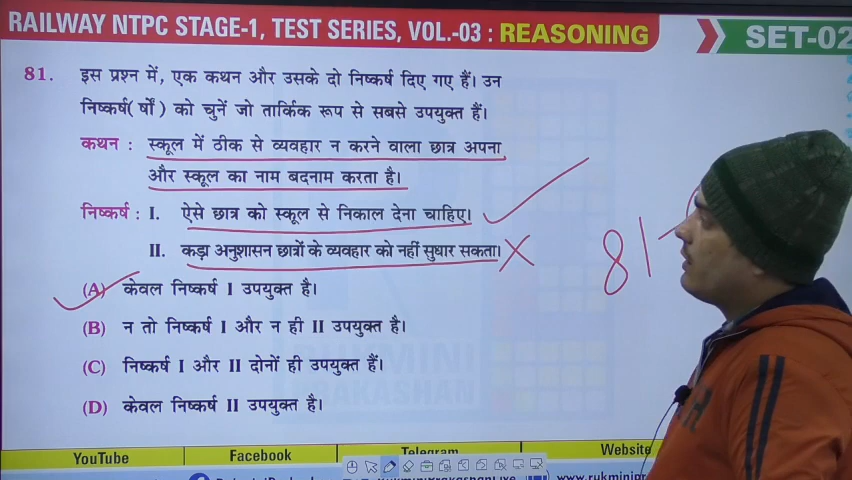 RAILWAY NTPC STAGE-1, TEST SERIES, VOL.-03 : REASONING
SET-02
81. इस प्रश्न में, एक कथन और उसके दो निष्कर्ष दिए गए हैं। उन
निष्कर्ष(र्षों) को चुनें जो तार्किक रूप से सबसे उपयुक्त हैं।
कथन : स्कूल में ठीक से व्यवहार न करने वाला छात्र अपना
और स्कूल का नाम बदनाम करता है।
निष्कर्ष : I. ऐसे छात्र को स्कूल से निकाल देना चाहिए।
II. कड़ा अनुशासन छात्रों के व्यवहार को नहीं सुधार सकता।
81
(A) केवल निष्कर्ष I उपयुक्त है।
(B) न तो निष्कर्ष I और न ही II उपयुक्त है।
(C) निष्कर्ष I और II दोनों ही उपयुक्त हैं।
(D) केवल निष्कर्ष II उपयुक्त है।
RUKMINI
PRAKASHAN
YouTube Facebook Telegram Website